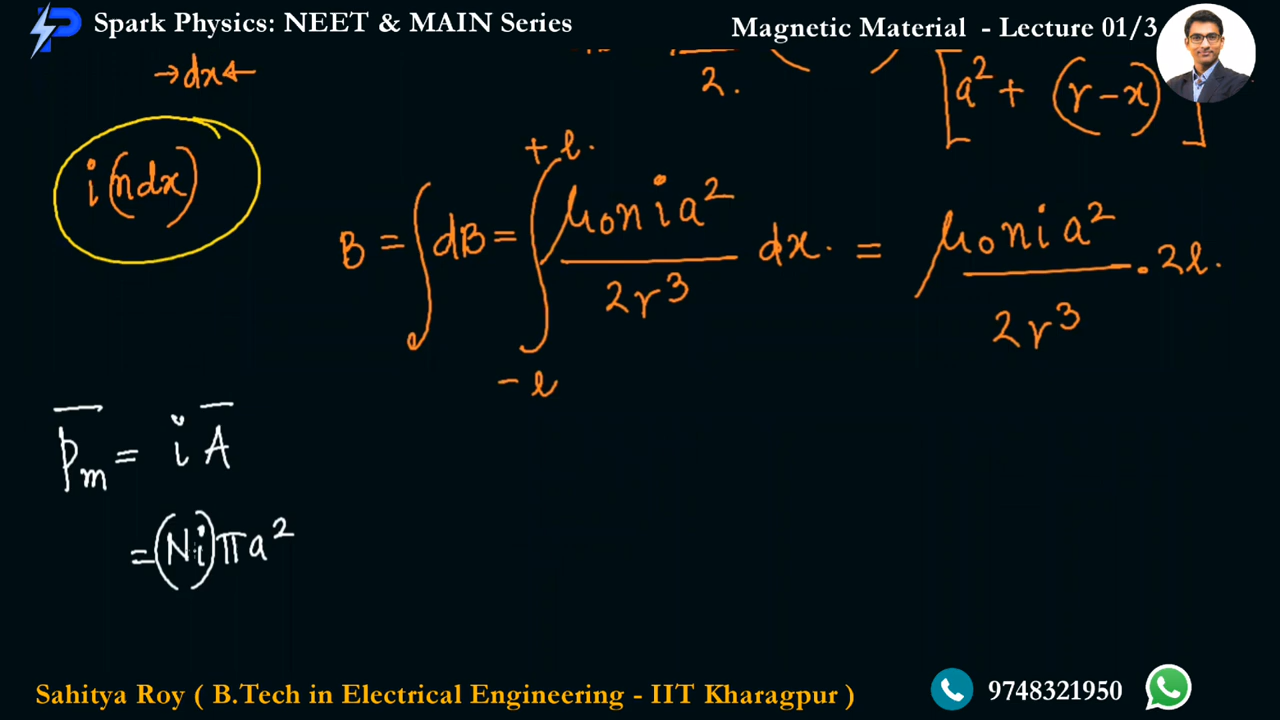 Spark Physics: NEET & MAIN Series
Magnetic Material - Lecture 01/3
→dx←
2.
[a² + (r-x) ]
i(ndx)
B = ∫dB = ∫ μ₀nia² / 2r³ dx. = μ₀nia² / 2r³ . 2l.
+l.
-l
p̅m = i A̅
= (Ni)πa²
Sahitya Roy ( B.Tech in Electrical Engineering - IIT Kharagpur )
9748321950